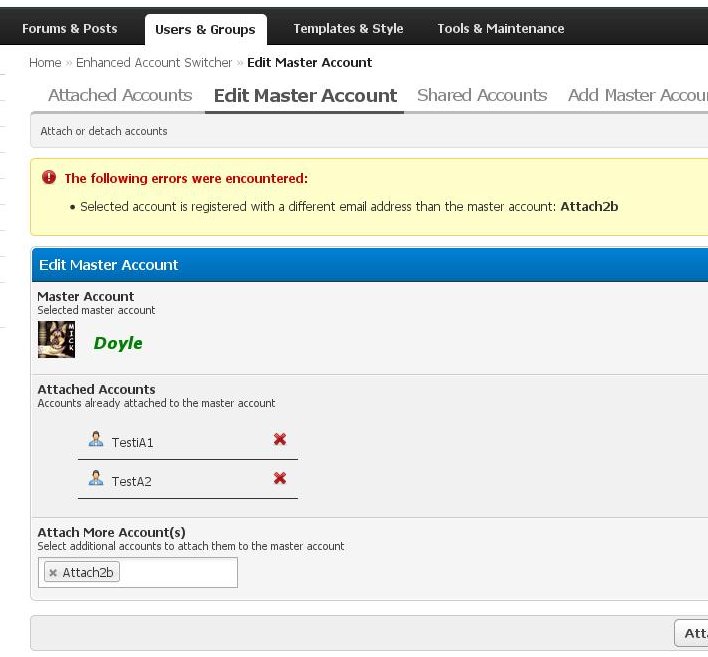 Forums & Posts Users & Groups Templates & Style Tools & Maintenance
Home » Enhanced Account Switcher » Edit Master Account
Attached Accounts Edit Master Account Shared Accounts Add Master Accou
Attach or detach accounts
The following errors were encountered:
• Selected account is registered with a different email address than the master account: Attach2b
Edit Master Account
Master Account
Selected master account
MICK
Doyle
Attached Accounts
Accounts already attached to the master account
TestiA1
TestA2
Attach More Account(s)
Select additional accounts to attach them to the master account
× Attach2b
Atta